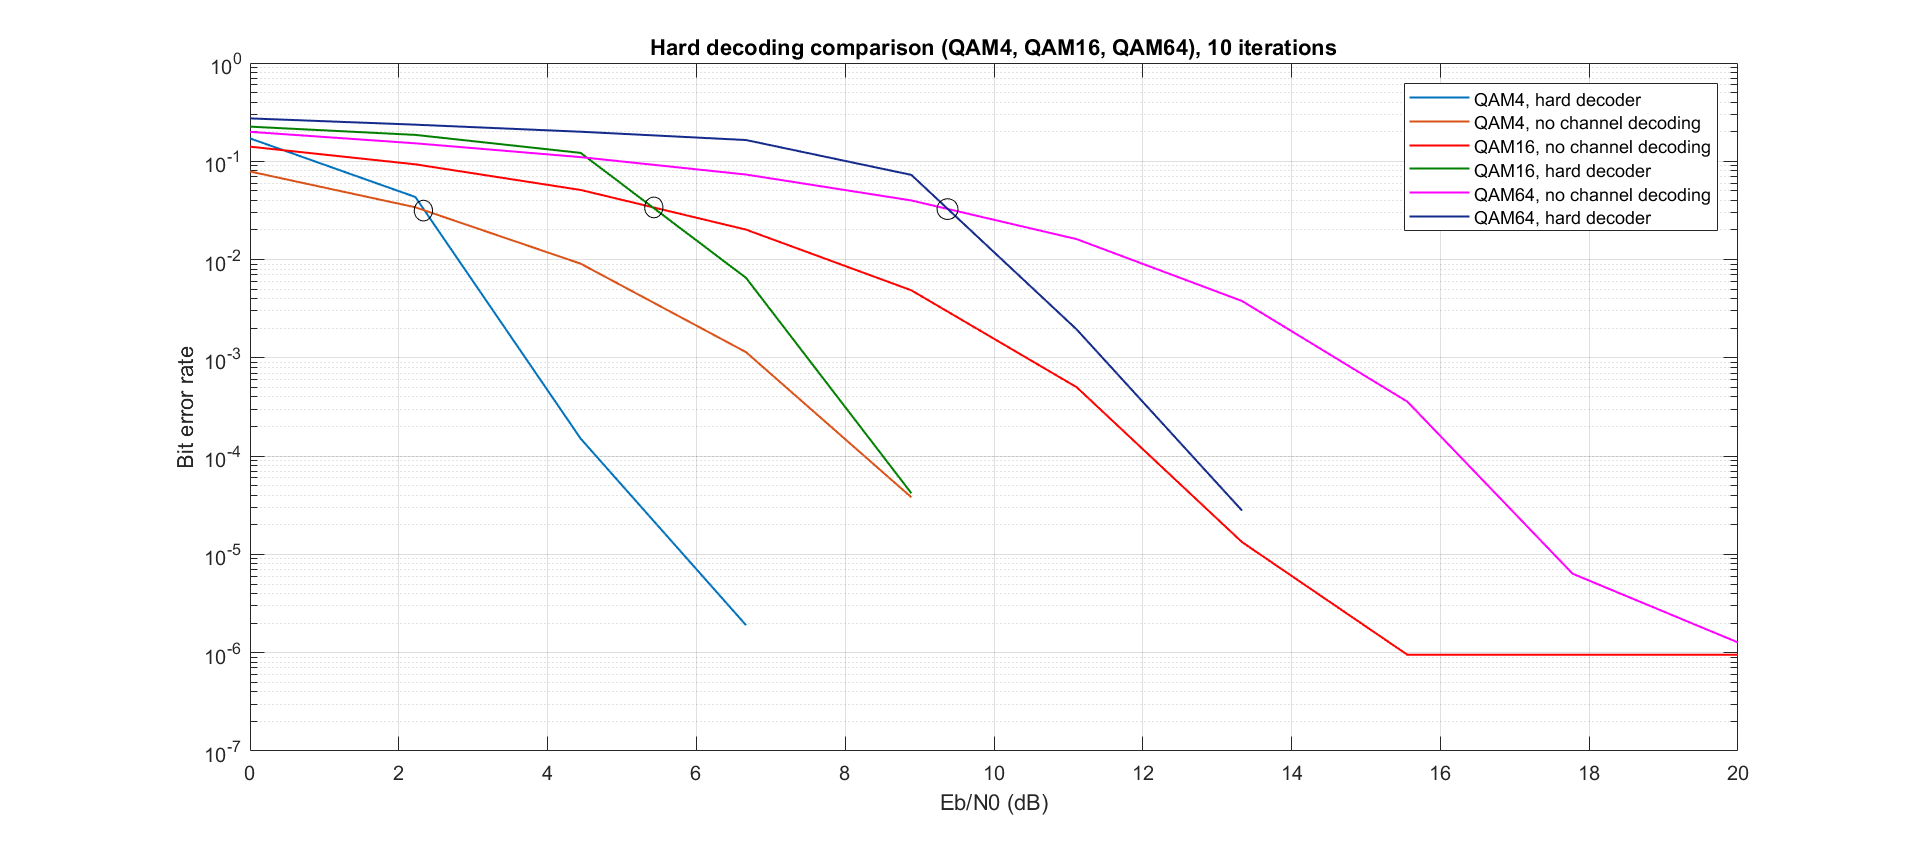 Hard decoding comparison (QAM4, QAM16, QAM64), 10 iterations
10^0
10^-1
10^-2
10^-3
10^-4
10^-5
10^-6
10^-7
Bit error rate
QAM4, hard decoder
QAM4, no channel decoding
QAM16, no channel decoding
QAM16, hard decoder
QAM64, no channel decoding
QAM64, hard decoder
0 2 4 6 8 10 12 14 16 18 20
Eb/N0 (dB)